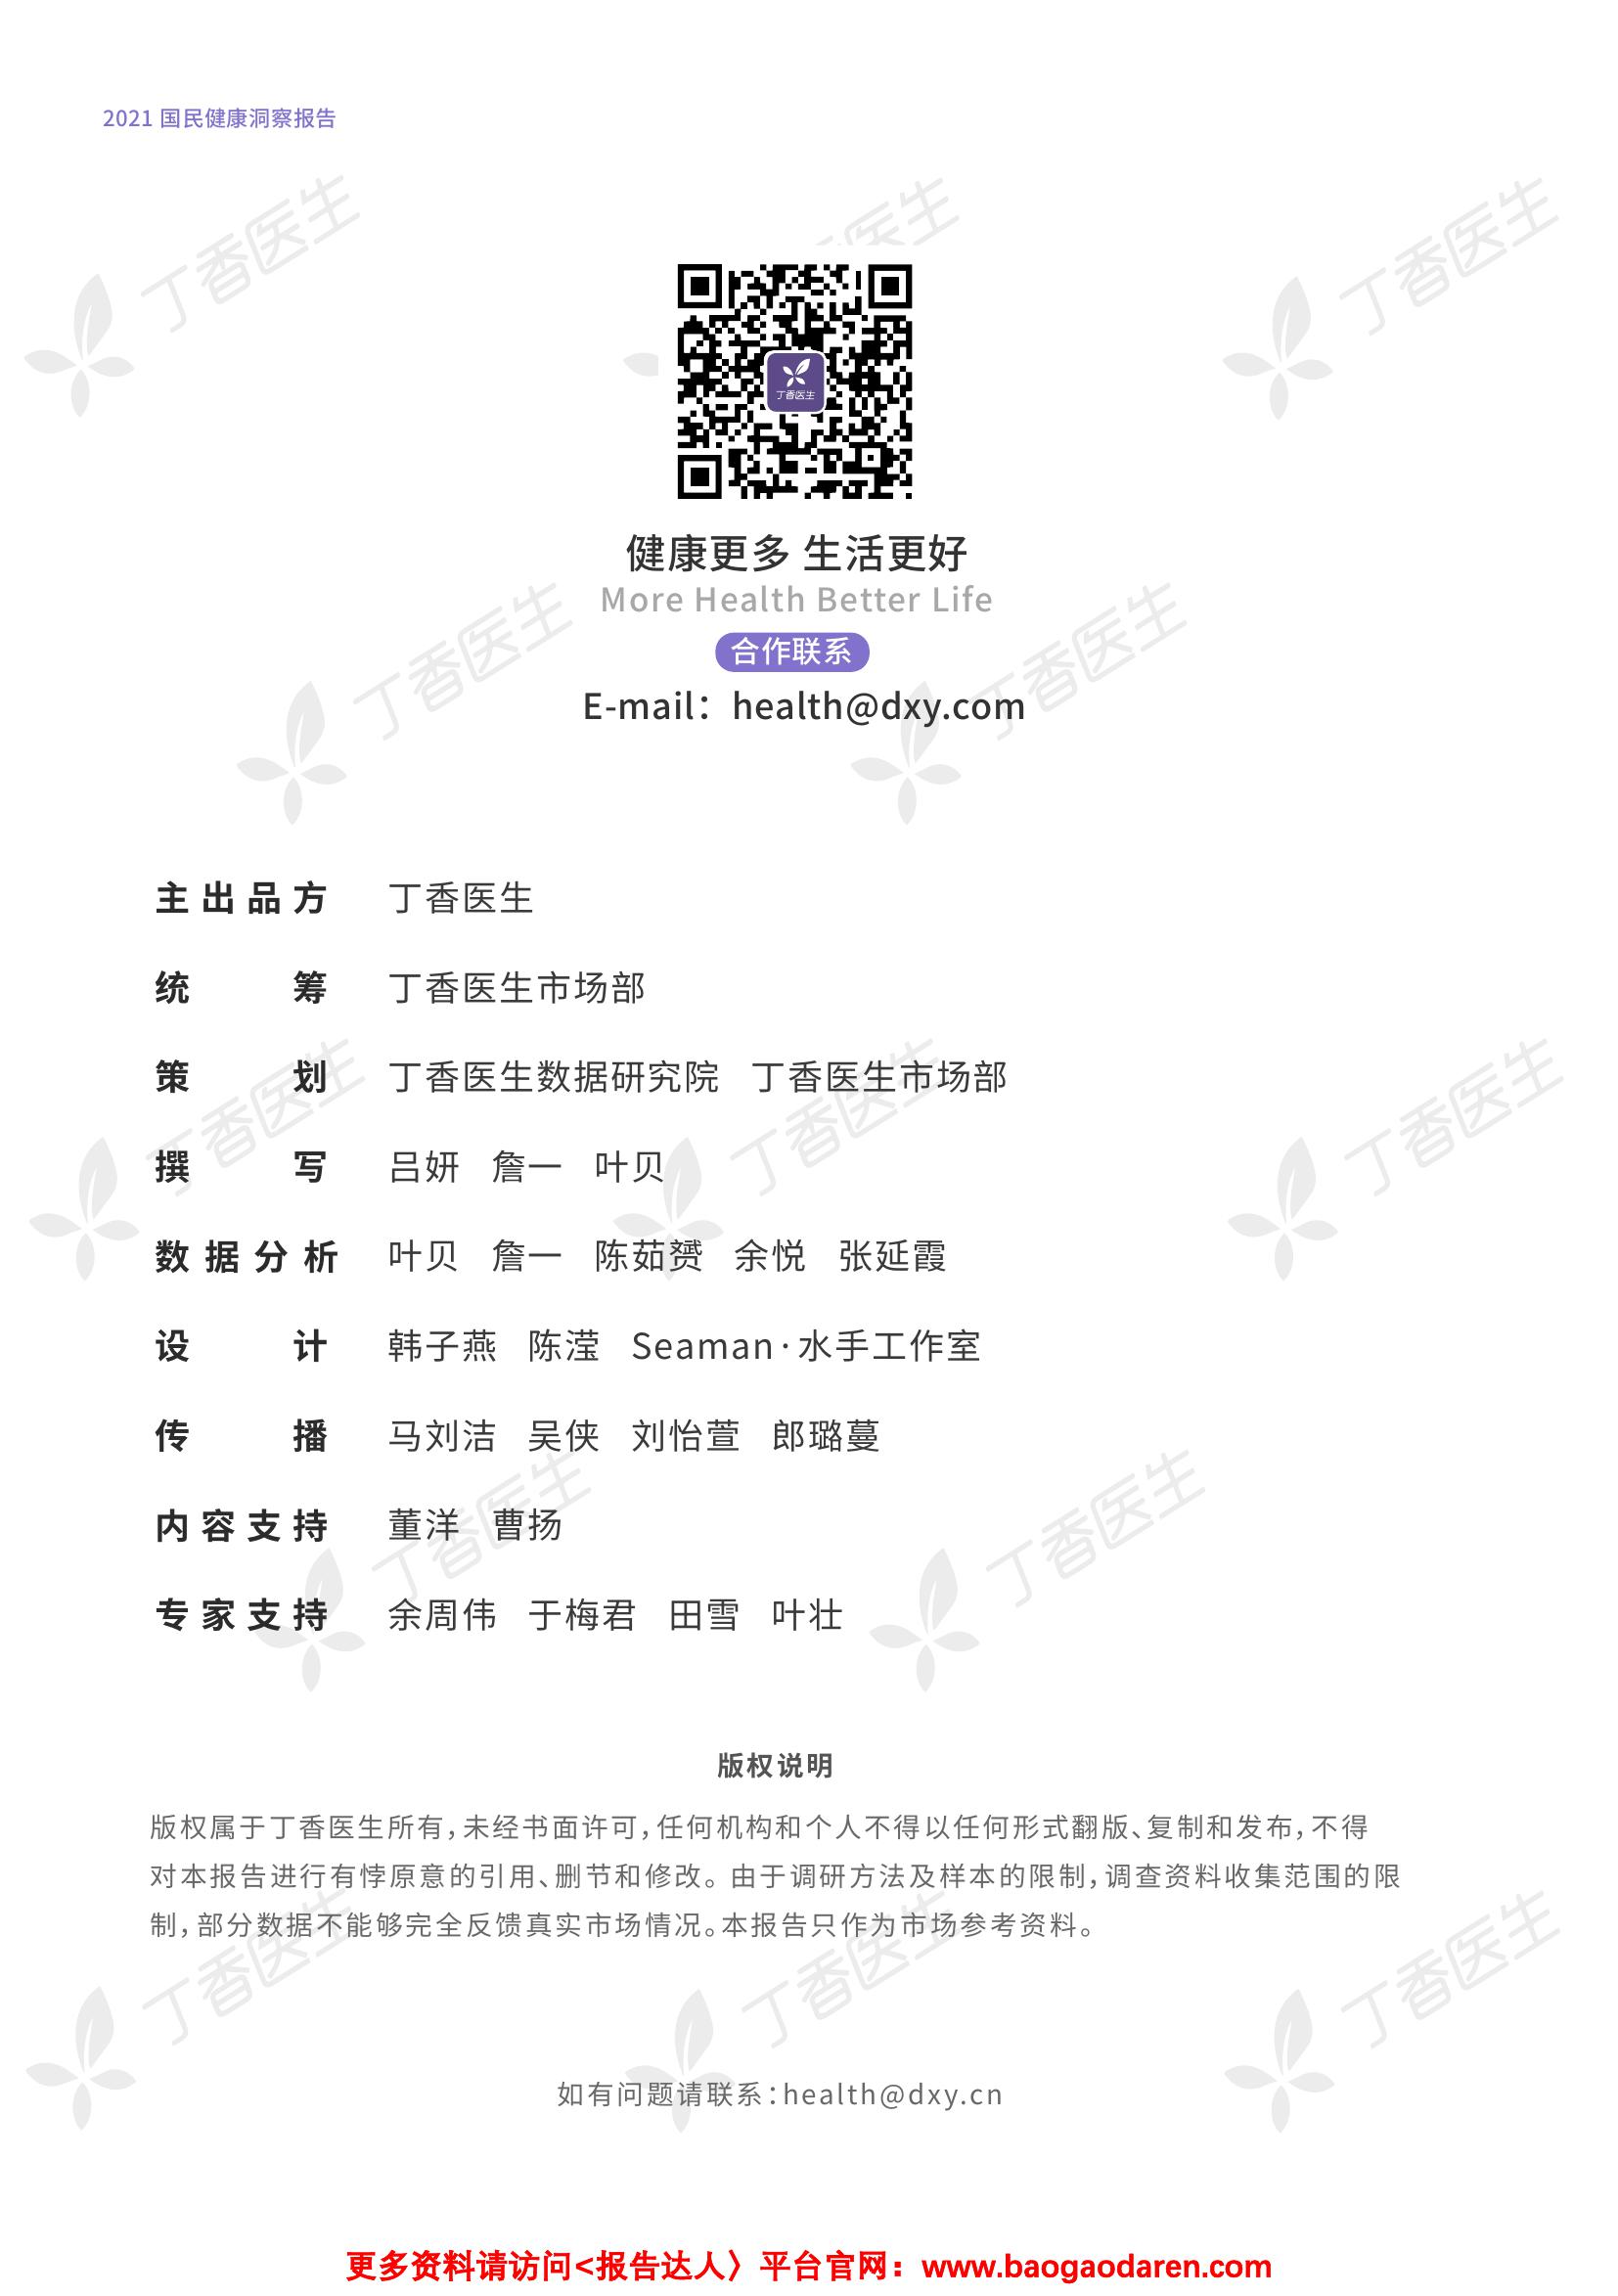 2021 国民健康洞察报告
丁香医生
健康更多 生活更好
More Health Better Life
合作联系
E-mail：health@dxy.com
主出品方 丁香医生
统筹 丁香医生市场部
策划 丁香医生数据研究院 丁香医生市场部
撰写 吕妍 詹一 叶贝
数据分析 叶贝 詹一 陈茹赟 余悦 张延霞
设计 韩子燕 陈滢 Seaman·水手工作室
传播 马刘洁 吴侠 刘怡萱 郎璐蔓
内容支持 董洋 曹扬
专家支持 余周伟 于梅君 田雪 叶壮
版权说明
版权属于丁香医生所有，未经书面许可，任何机构和个人不得以任何形式翻版、复制和发布，不得
对本报告进行有悖原意的引用、删节和修改。由于调研方法及样本的限制，调查资料收集范围的限
制，部分数据不能够完全反馈真实市场情况。本报告只作为市场参考资料。
如有问题请联系：health@dxy.cn
更多资料请访问<报告达人〉平台官网：www.baogaodaren.com